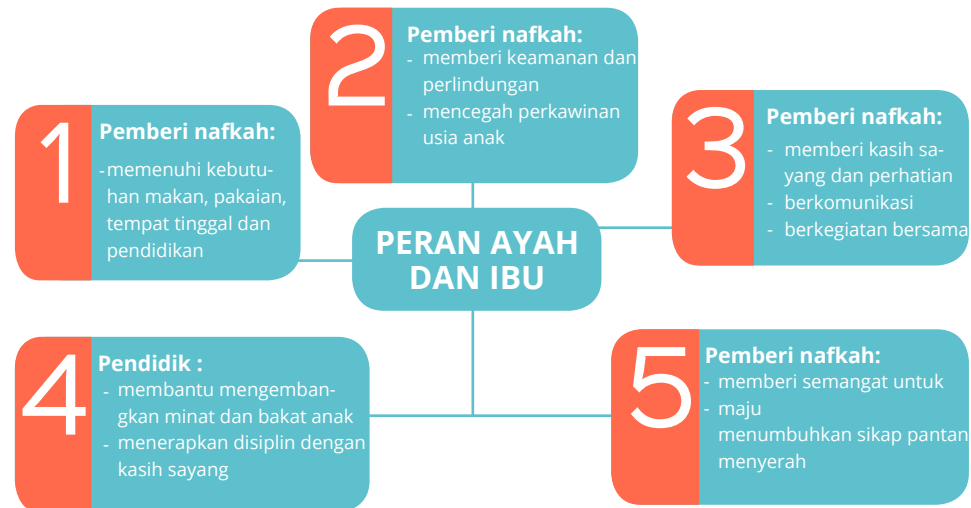 1
Pemberi nafkah:
-memenuhi kebutu-
han makan, pakaian,
tempat tinggal dan
pendidikan
2
Pemberi nafkah:
- memberi keamanan dan
perlindungan
- mencegah perkawinan
usia anak
3
Pemberi nafkah:
- memberi kasih sa-
yang dan perhatian
- berkomunikasi
- berkegiatan bersama
PERAN AYAH
DAN IBU
4
Pendidik :
- membantu mengemban-
gkan minat dan bakat anak
- menerapkan disiplin dengan
kasih sayang
5
Pemberi nafkah:
- memberi semangat untuk
- maju
menumbuhkan sikap pantan
menyerah